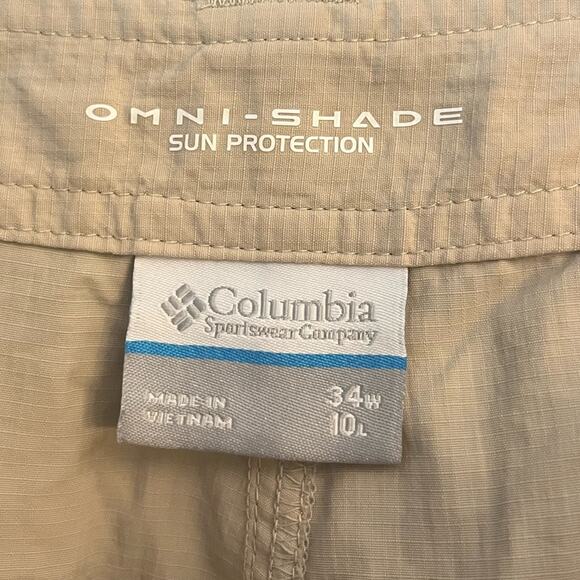 OMNI-SHADE
SUN PROTECTION
Columbia
Sportswear Company
MADE IN
VIETNAM
34W
10L